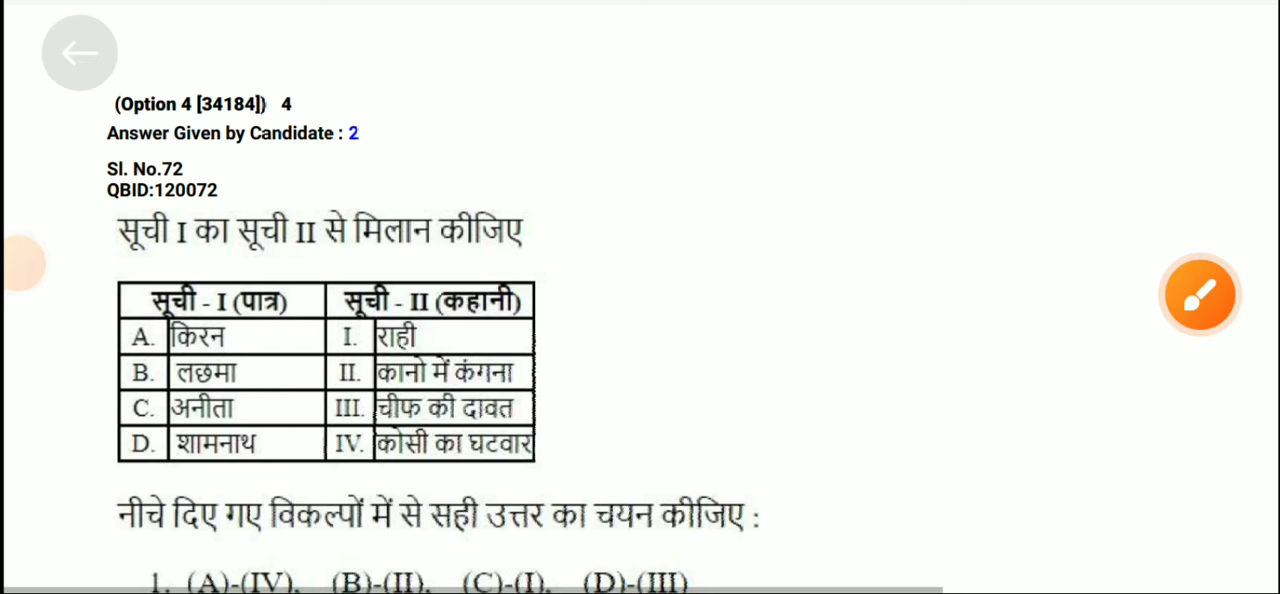 (Option 4 [34184]) 4
Answer Given by Candidate : 2
Sl. No.72
QBID:120072
सूची I का सूची II से मिलान कीजिए
सूची - I (पात्र) सूची - II (कहानी)
A. किरन I. राही
B. लछमा II. कानो में कंगना
C. अनीता III. चीफ की दावत
D. शामनाथ IV. कोसी का घटवार
नीचे दिए गए विकल्पों में से सही उत्तर का चयन कीजिए :
1. (A)-(IV), (B)-(II), (C)-(I), (D)-(III)